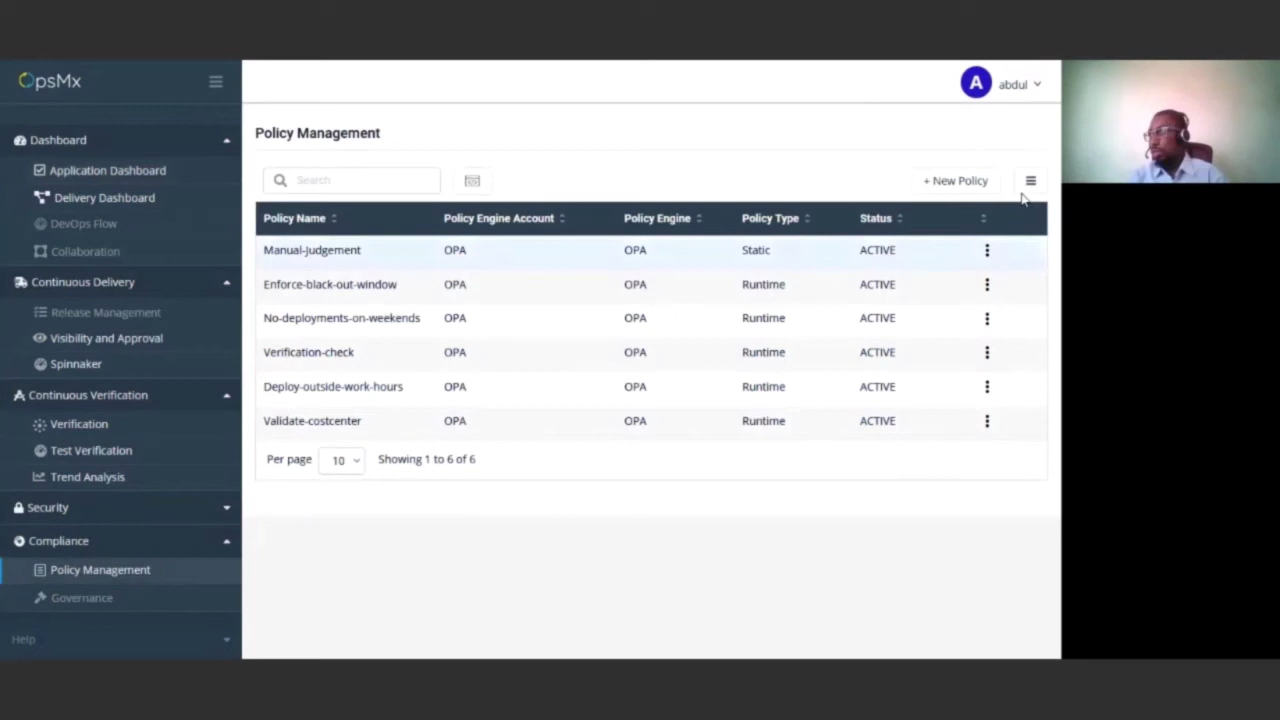 OpsMx
A abdul
Dashboard
Application Dashboard
Delivery Dashboard
DevOps Flow
Collaboration
Continuous Delivery
Release Management
Visibility and Approval
Spinnaker
Continuous Verification
Verification
Test Verification
Trend Analysis
Security
Compliance
Policy Management
Governance
Help
Policy Management
Search
+ New Policy
Policy Name Policy Engine Account Policy Engine Policy Type Status
Manual-Judgement OPA OPA Static ACTIVE
Enforce-black-out-window OPA OPA Runtime ACTIVE
No-deployments-on-weekends OPA OPA Runtime ACTIVE
Verification-check OPA OPA Runtime ACTIVE
Deploy-outside-work-hours OPA OPA Runtime ACTIVE
Validate-costcenter OPA OPA Runtime ACTIVE
Per page 10 Showing 1 to 6 of 6